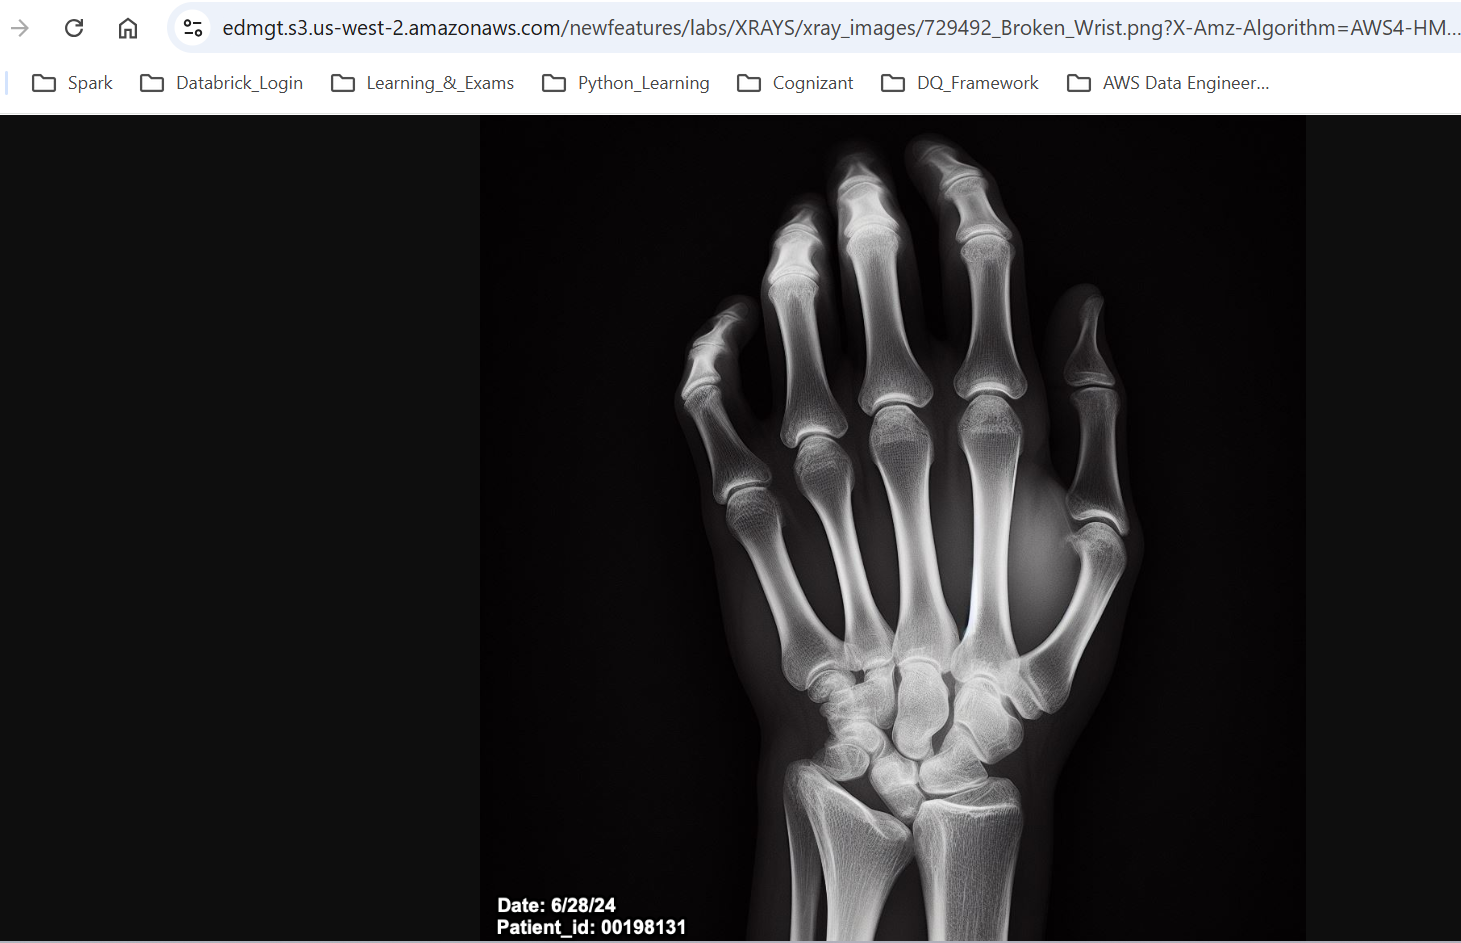 edmgt.s3.us-west-2.amazonaws.com/newfeatures/labs/XRAYS/xray_images/729492_Broken_Wrist.png?X-Amz-Algorithm=AWS4-HM...
Spark Databrick_Login Learning_&_Exams Python_Learning Cognizant DQ_Framework AWS Data Engineer...
Date: 6/28/24
Patient_id: 00198131